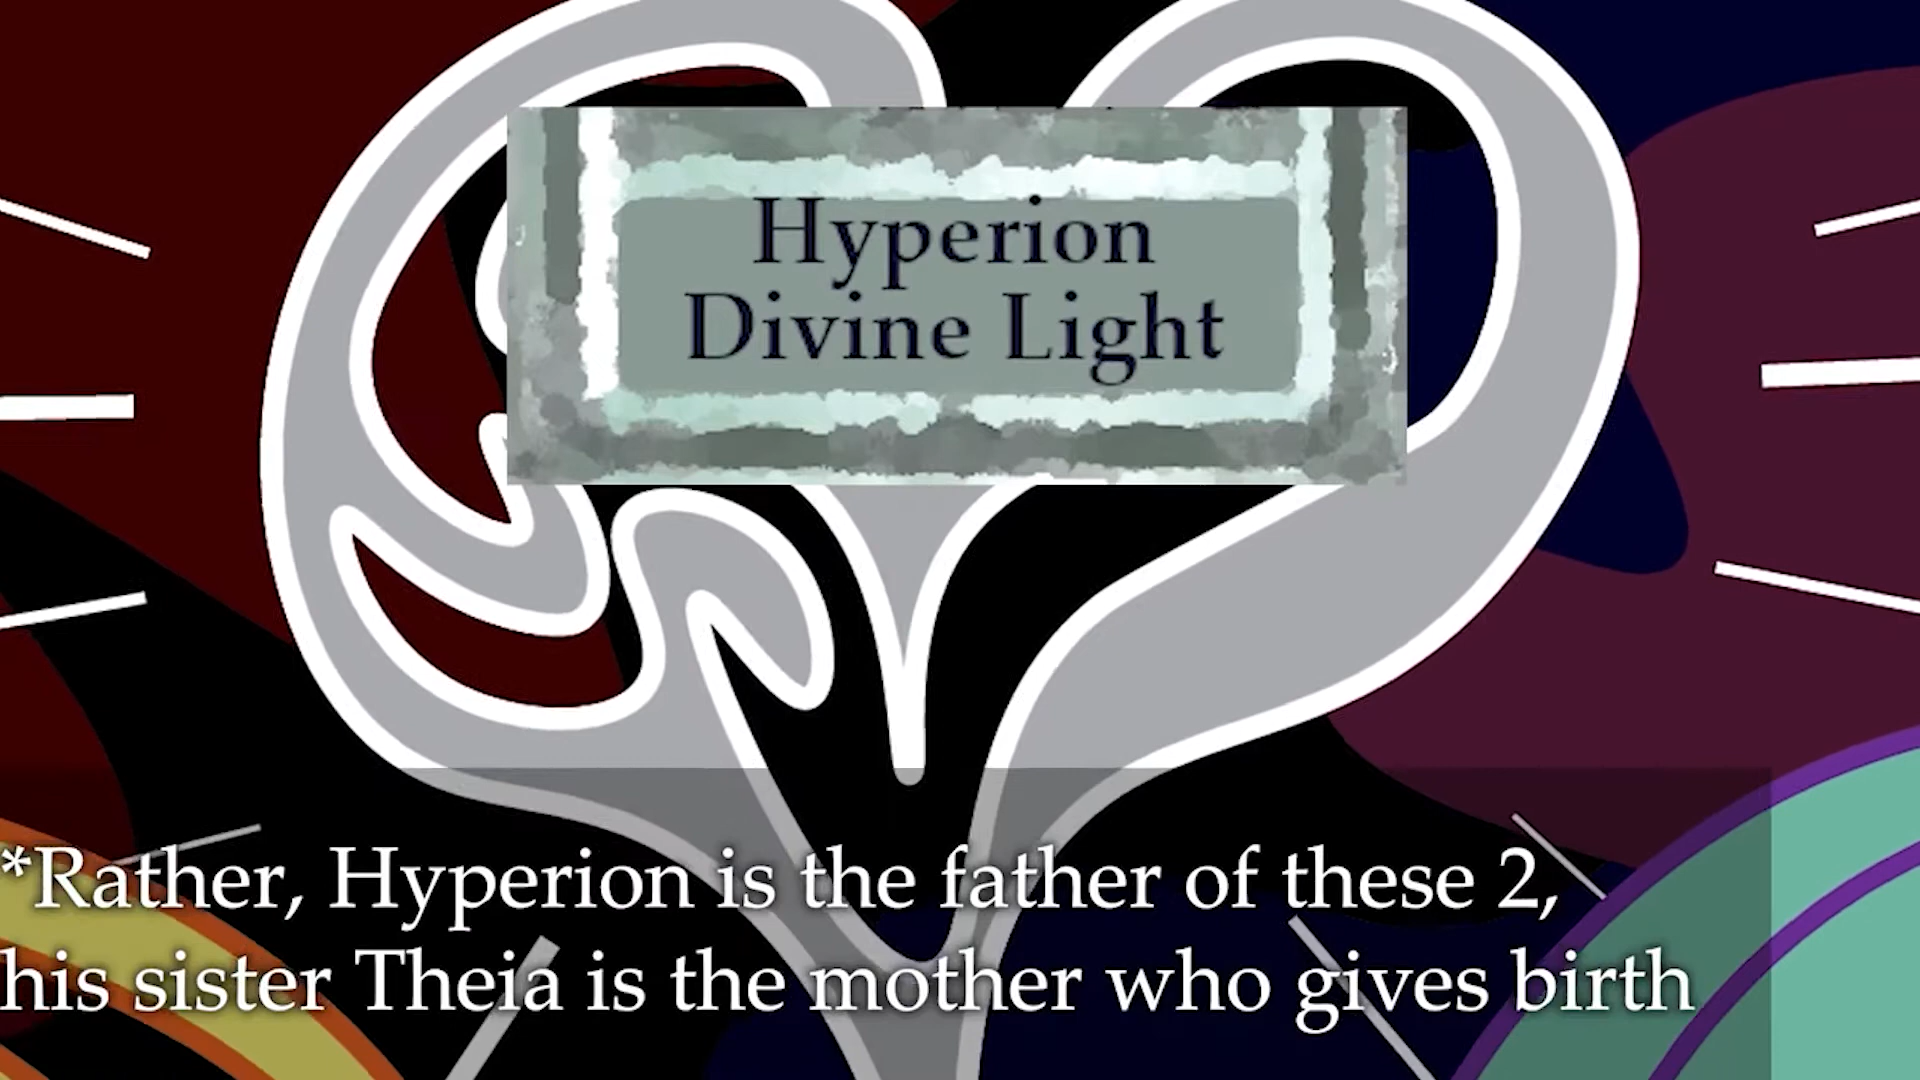 Hyperion
Divine Light
*Rather, Hyperion is the father of these 2,
his sister Theia is the mother who gives birth